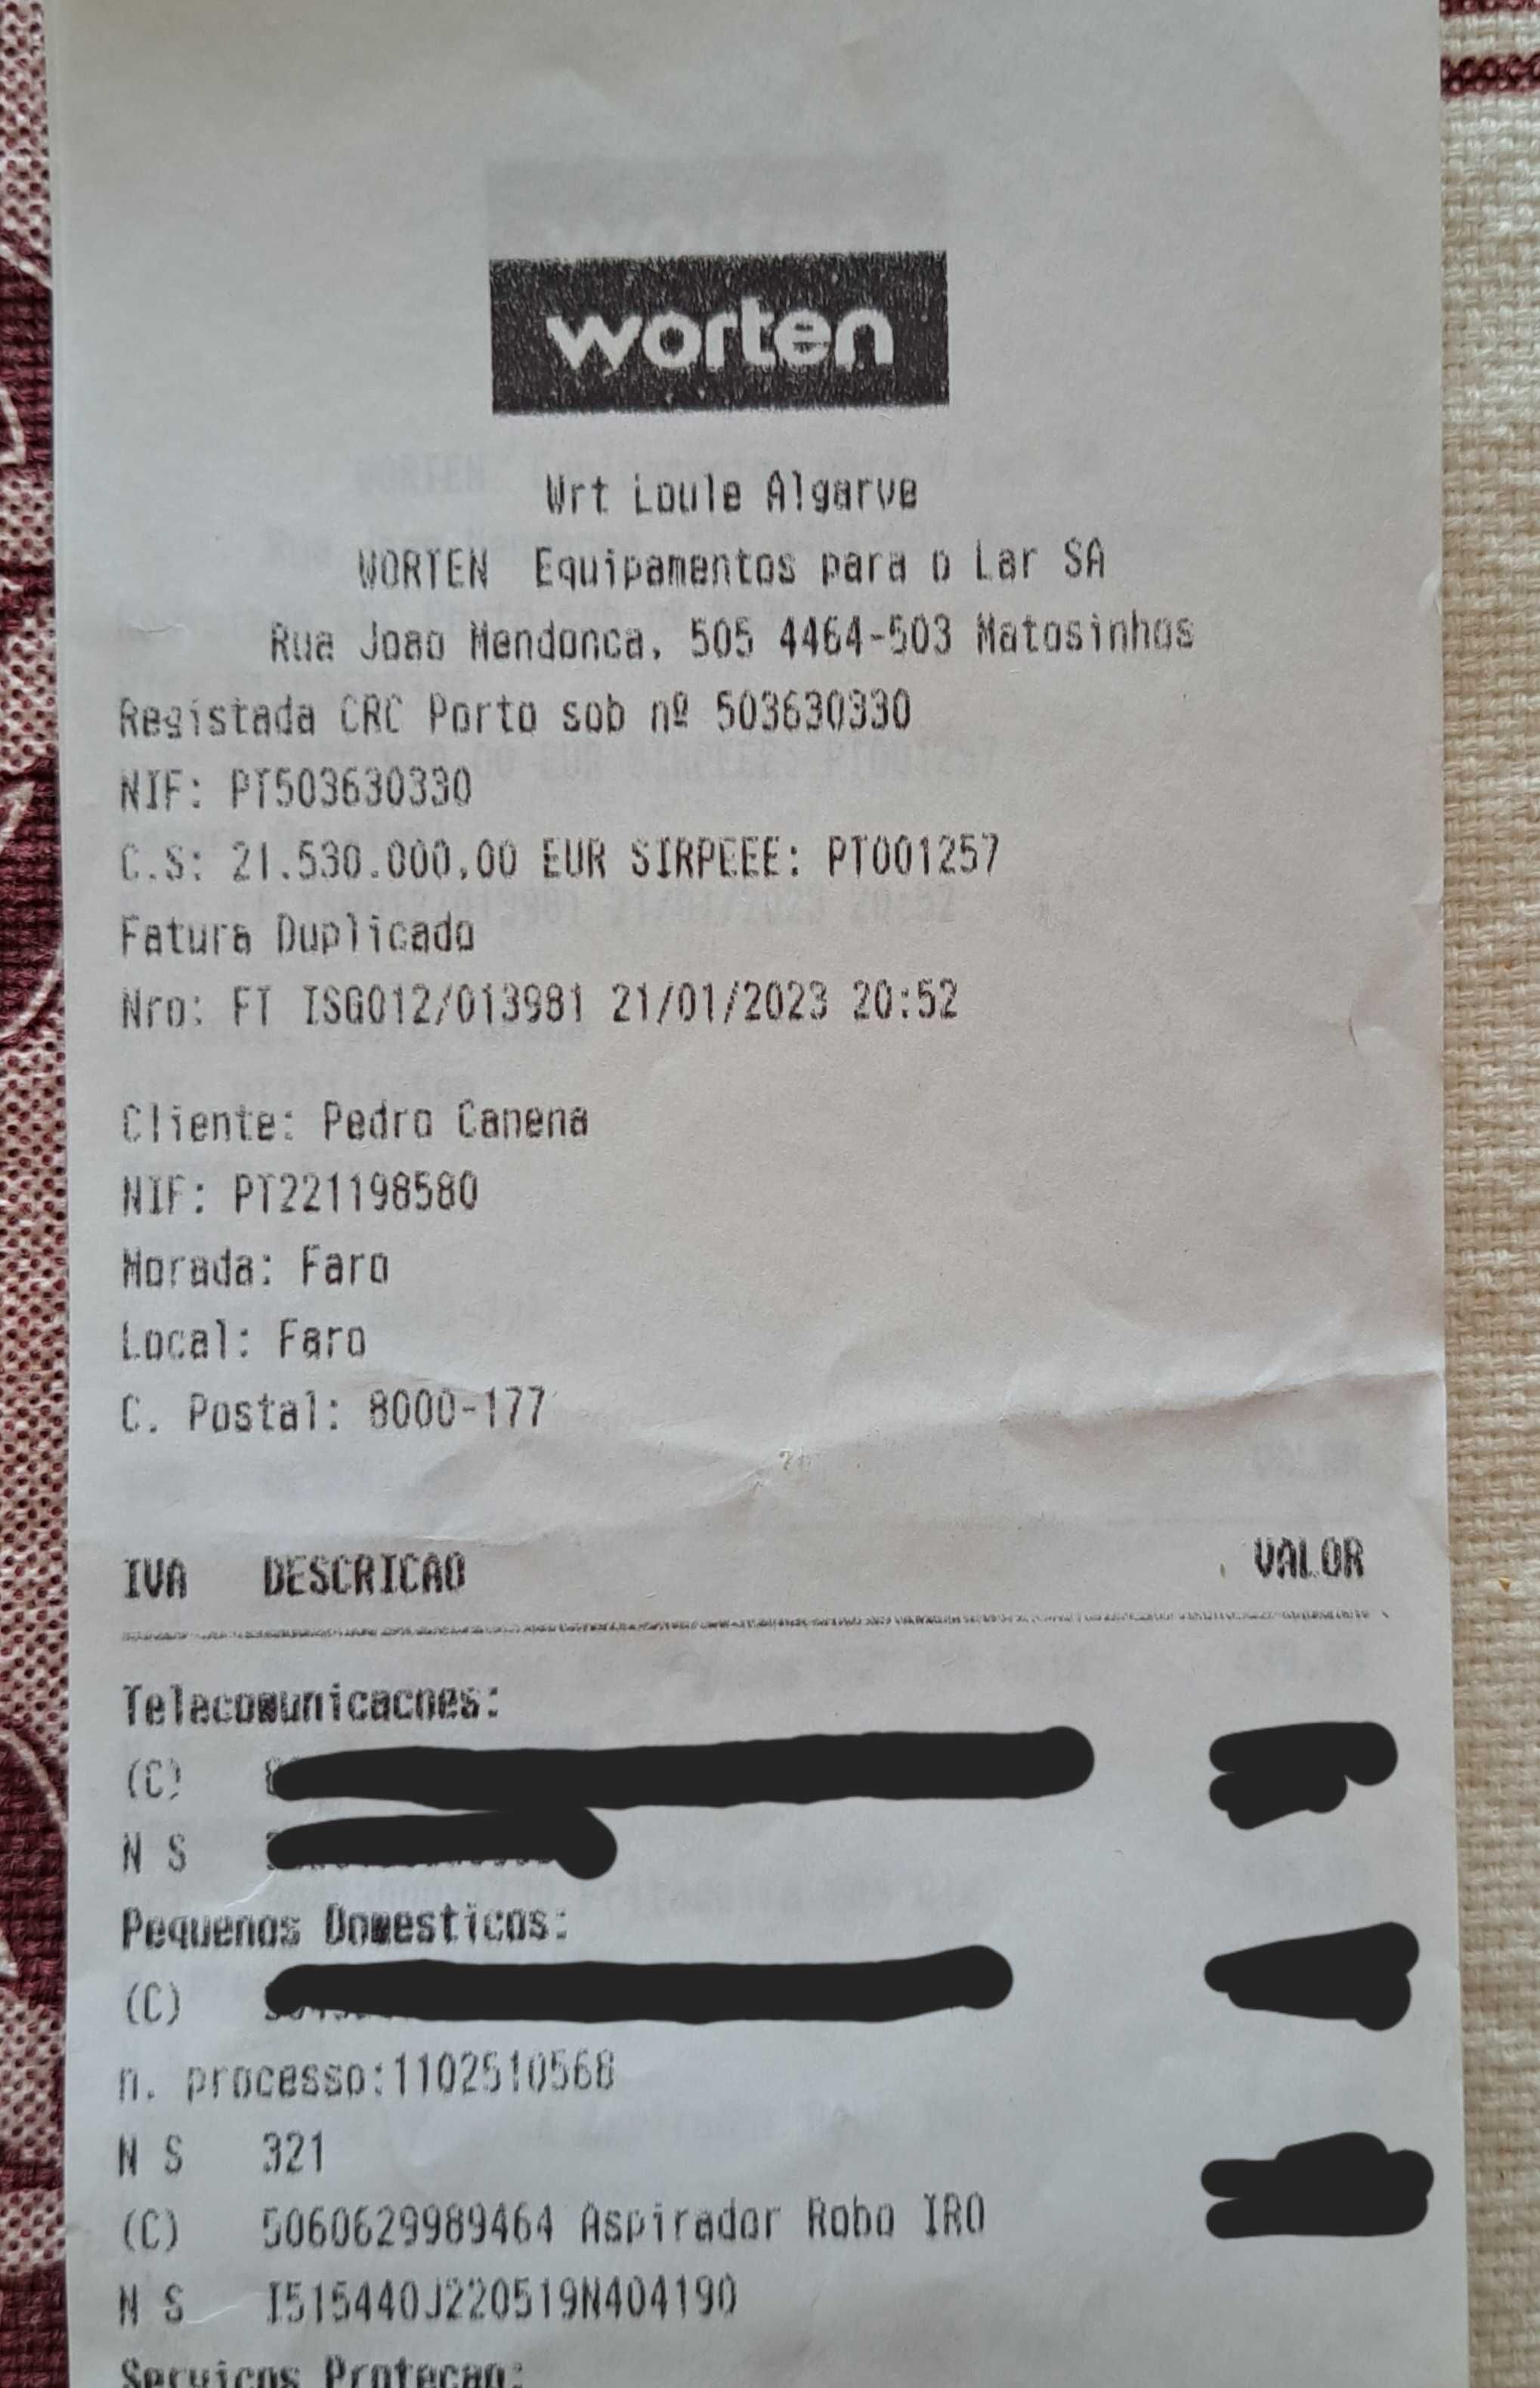 worten
Wrt Loule Algarve
WORTEN Equipamentos para o Lar SA
Rua Joao Mendonca, 505 4464-503 Matosinhos
Registada CRC Porto sob nº 503630330
NIF: PT503630330
C.S: 21.530.000,00 EUR SIRPEEE: PT001257
Fatura Duplicado
Nro: FT ISG012/013981 21/01/2023 20:52
Cliente: Pedro Canena
NIF: PT221198580
Morada: Faro
Local: Faro
C. Postal: 8000-177
IVA DESCRICAO VALOR
Telecomunicacoes:
(C)
N S
Pequenos Domesticos:
(C)
n. processo:1102510568
N S 321
(C) 5060629989464 Aspirador Robo IRO
N S I515440J220519N404190
Servicos Protecao: